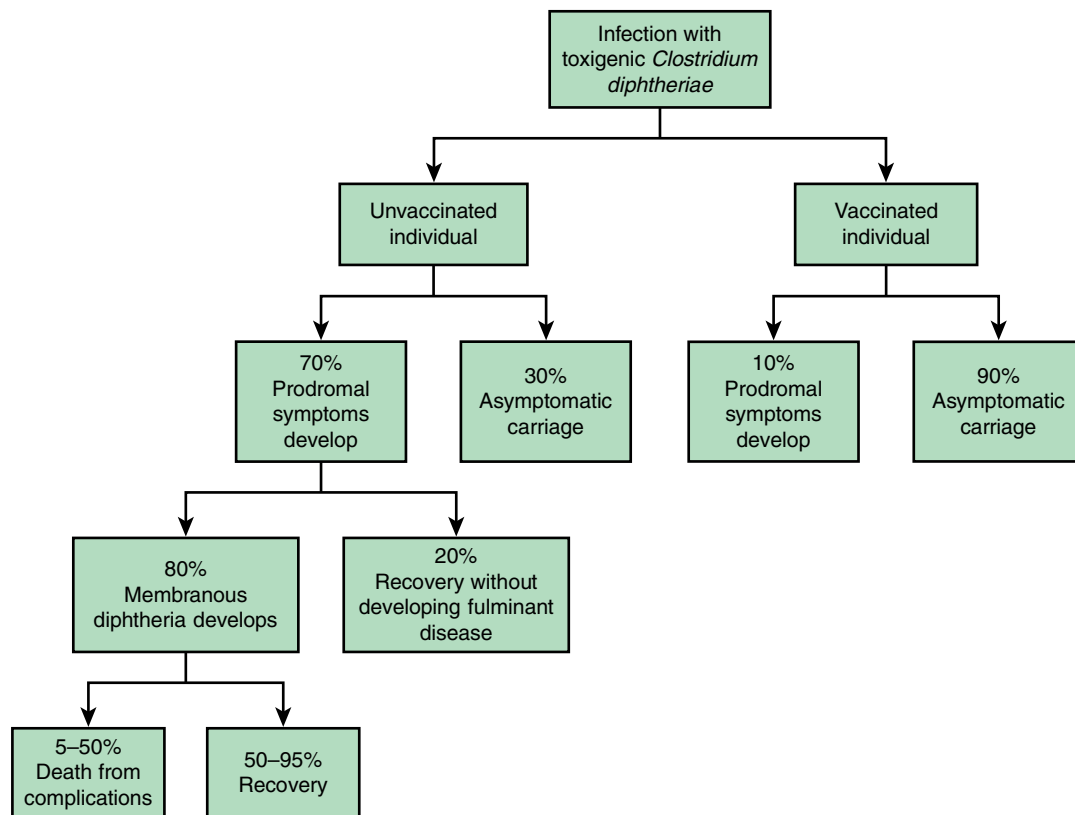 Infection with
toxigenic Clostridium
diphtheriae
Unvaccinated
individual
Vaccinated
individual
70%
Prodromal
symptoms
develop
30%
Asymptomatic
carriage
10%
Prodromal
symptoms
develop
90%
Asymptomatic
carriage
80%
Membranous
diphtheria develops
20%
Recovery without
developing fulminant
disease
5–50%
Death from
complications
50–95%
Recovery